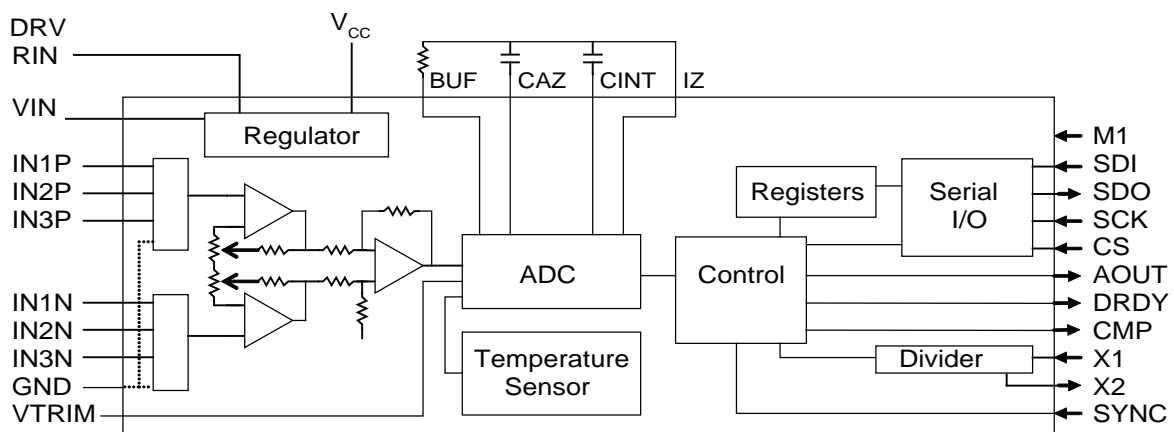 DRV
RIN
VCC
VIN
BUF
CAZ
CINT
IZ
Regulator
IN1P
IN2P
IN3P
IN1N
IN2N
IN3N
GND
VTRIM
ADC
Temperature
Sensor
Control
Registers
Serial
I/O
Divider
M1
SDI
SDO
SCK
CS
AOUT
DRDY
CMP
X1
X2
SYNC